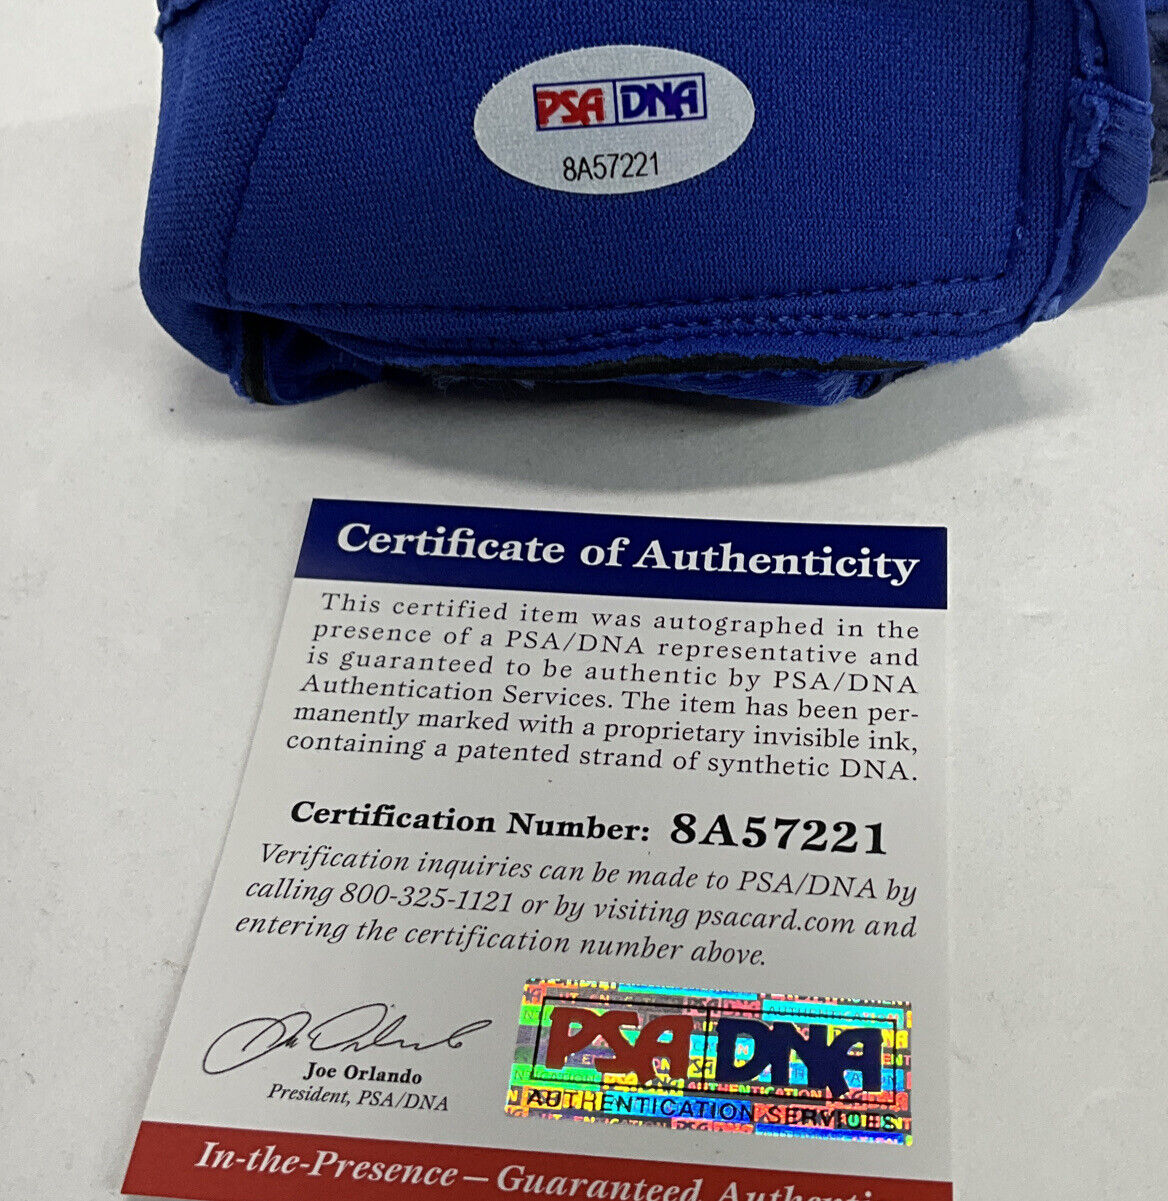 PSA DNA
8A57221
Certificate of Authenticity
This certified item was autographed in the
presence of a PSA/DNA representative and
is guaranteed to be authentic by PSA/DNA
Authentication Services. The item has been per-
manently marked with a proprietary invisible ink,
containing a patented strand of synthetic DNA.
Certification Number: 8A57221
Verification inquiries can be made to PSA/DNA by
calling 800-325-1121 or by visiting psacard.com and
entering the certification number above.
Joe Orlando
President, PSA/DNA
PSA DNA
AUTHENTICATION SERVICES
In-the-Presence – Guaranteed